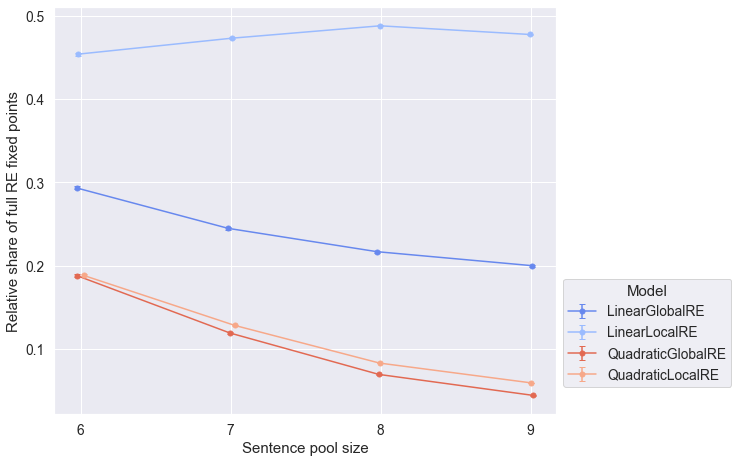 Relative share of full RE fixed points
0.5
0.4
0.3
0.2
0.1
6 7 8 9
Sentence pool size
Model
LinearGlobalRE
LinearLocalRE
QuadraticGlobalRE
QuadraticLocalRE